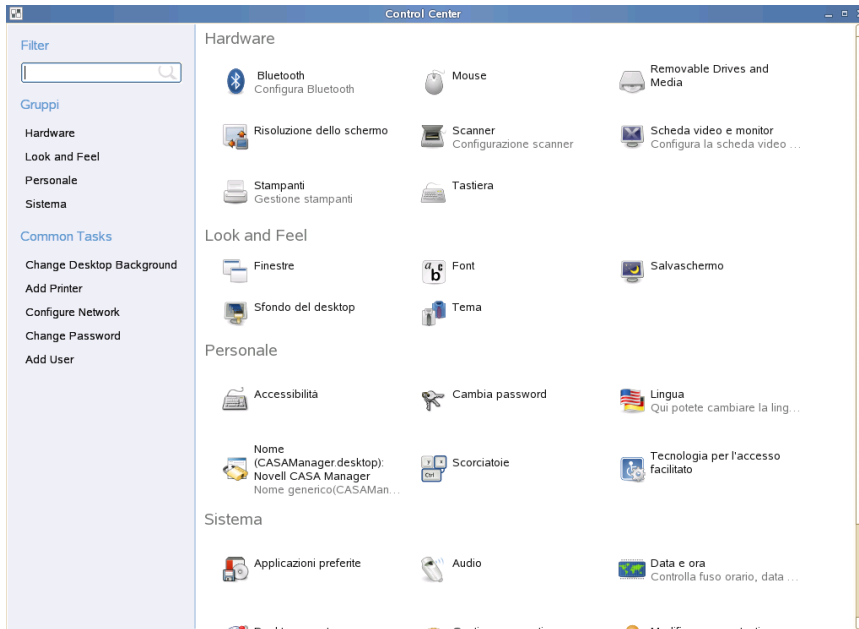 Control Center
Filter
Gruppi
Hardware
Look and Feel
Personale
Sistema
Common Tasks
Change Desktop Background
Add Printer
Configure Network
Change Password
Add User
Hardware
Bluetooth
Configura Bluetooth
Mouse
Removable Drives and
Media
Risoluzione dello schermo
Scanner
Configurazione scanner
Scheda video e monitor
Configura la scheda video ...
Stampanti
Gestione stampanti
Tastiera
Look and Feel
Finestre
Font
Salvaschermo
Sfondo del desktop
Tema
Personale
Accessibilità
Cambia password
Lingua
Qui potete cambiare la ling...
Nome
(CASAManager.desktop):
Novell CASA Manager
Nome generico(CASAMan...
Scorciatoie
Tecnologia per l'accesso
facilitato
Sistema
Applicazioni preferite
Audio
Data e ora
Controlla fuso orario, data ...